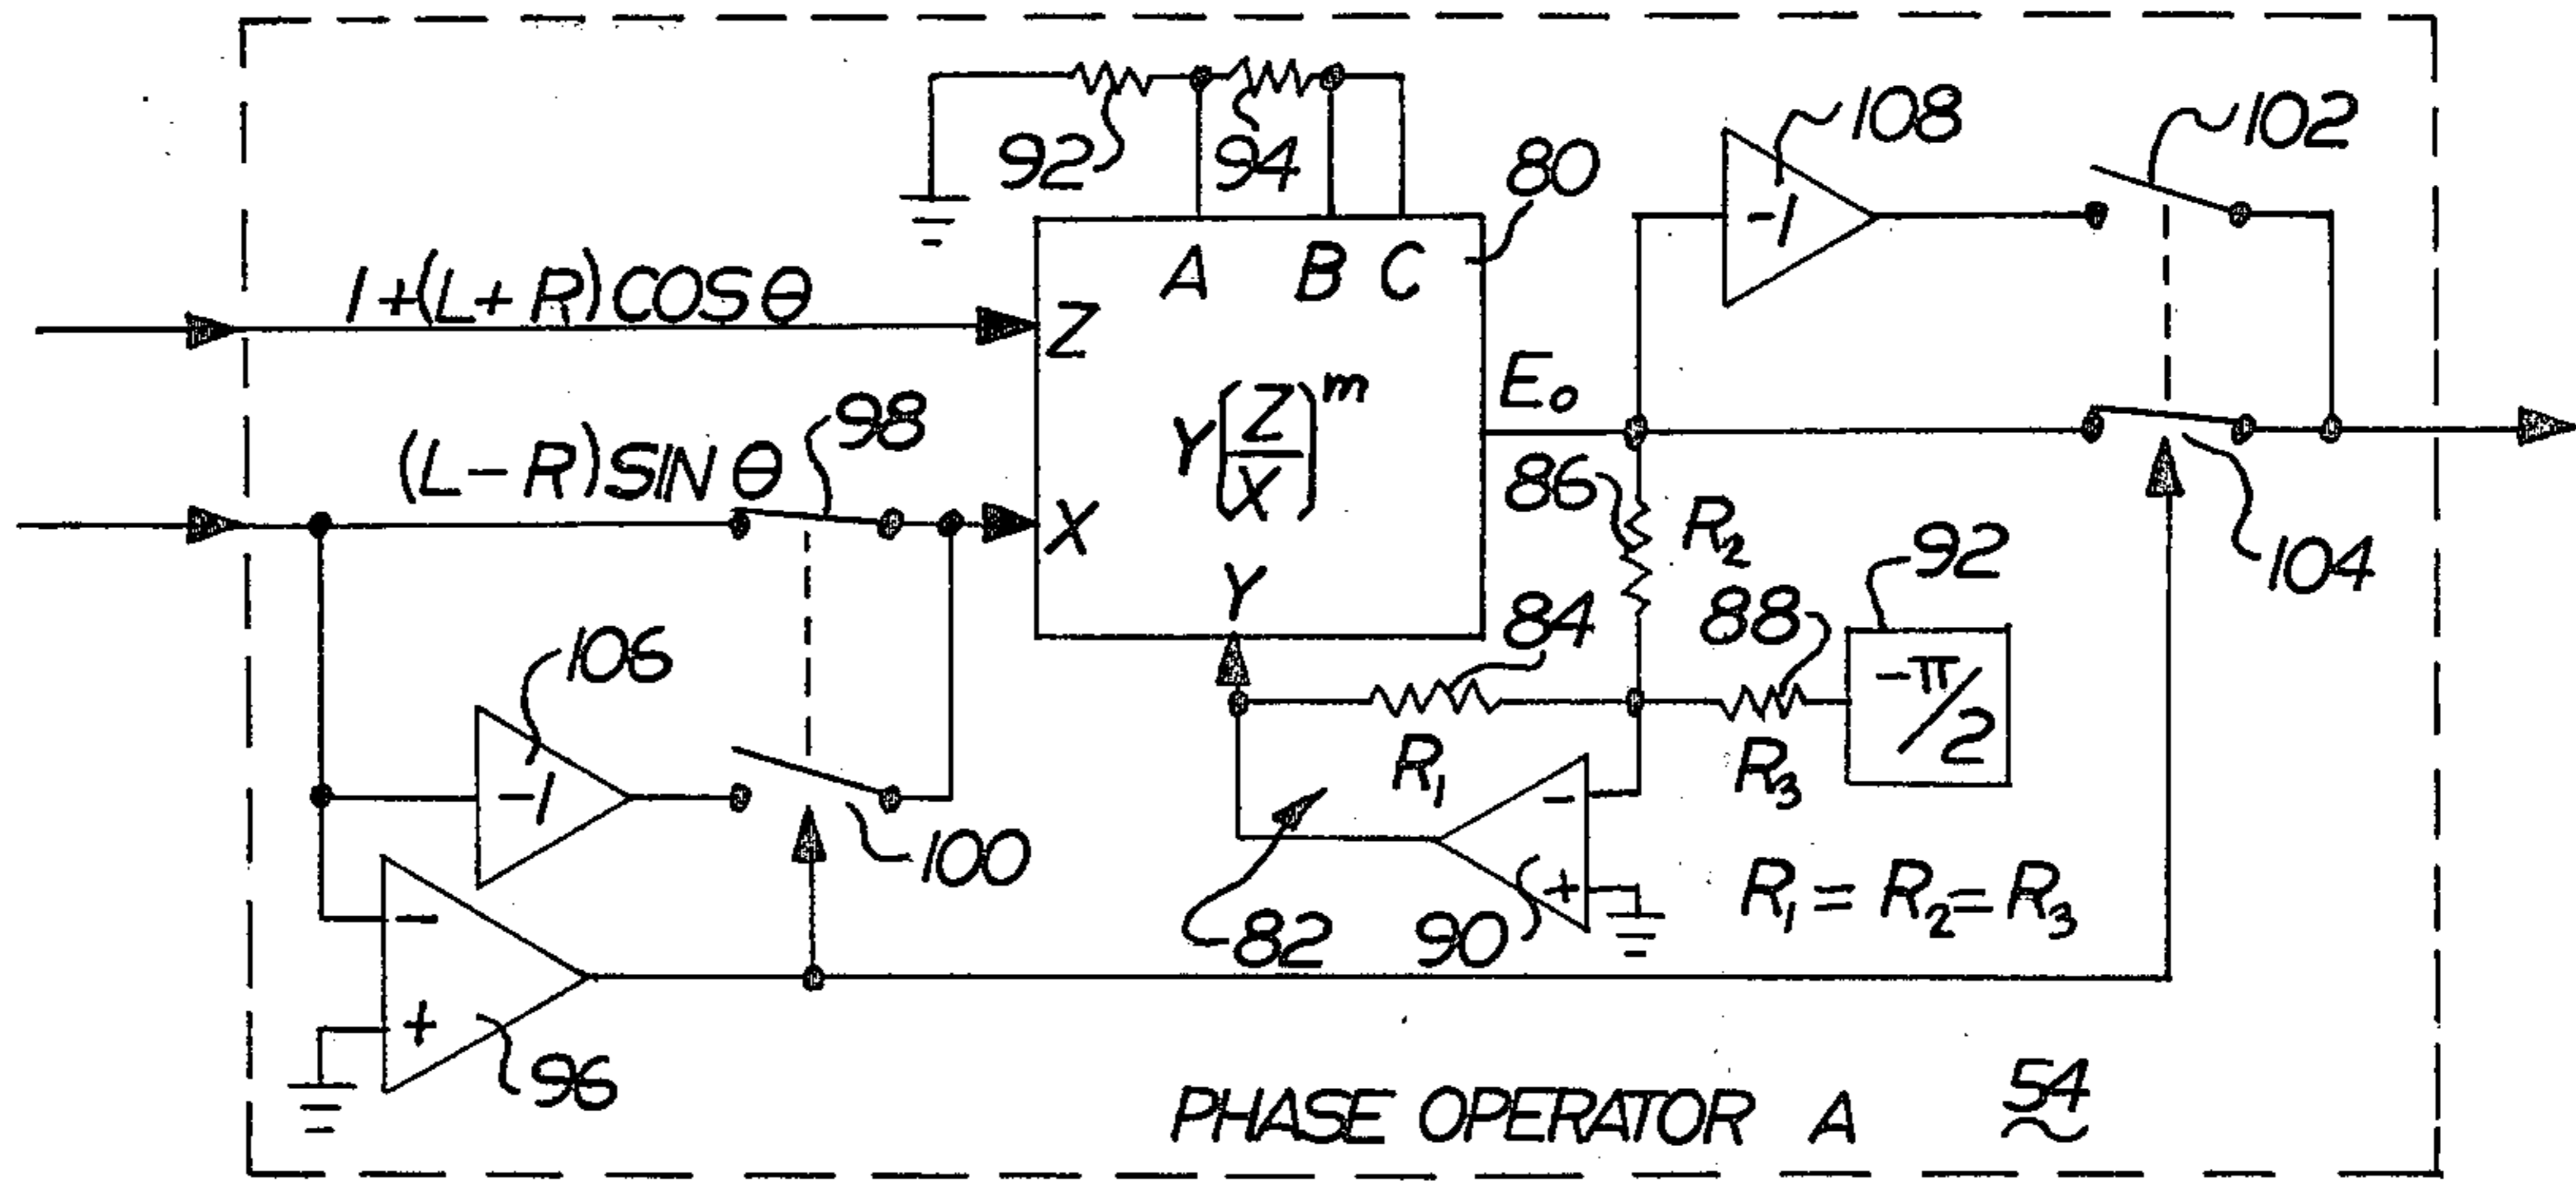 92
94
80
108
102
A B C
1+(L+R)COS θ
Z
Y(Z/X)^m
E₀
98
(L-R)SIN θ
X
86
R₂
92
104
Y
84
88
-π/2
106
R₁
R₃
-1
-1
-
+
100
82
90
R₁ = R₂ = R₃
-
+
96
PHASE OPERATOR A
54